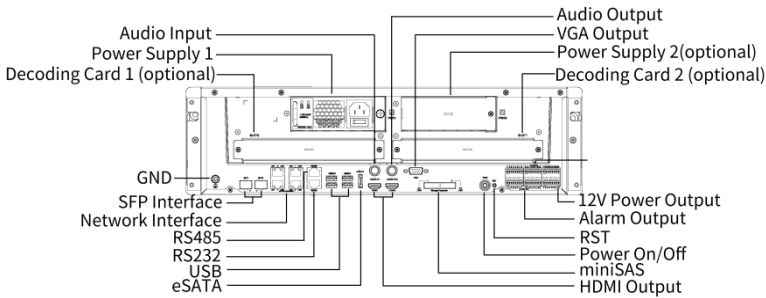 Audio Output
Audio Input
VGA Output
Power Supply 1
Power Supply 2(optional)
Decoding Card 1 (optional)
Decoding Card 2 (optional)
GND
SFP Interface
12V Power Output
Network Interface
Alarm Output
RS485
RST
RS232
Power On/Off
USB
miniSAS
eSATA
HDMI Output